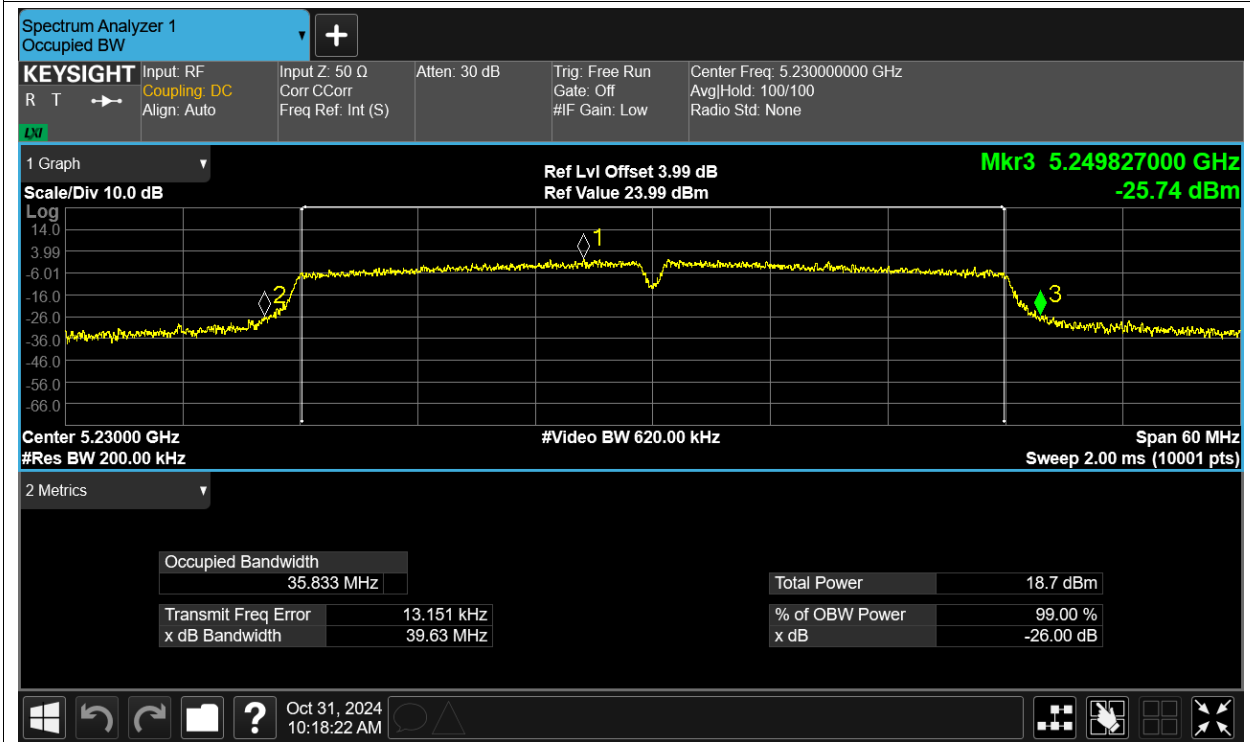 Spectrum Analyzer 1
Occupied BW
KEYSIGHT
R T
LXI
Input: RF
Coupling: DC
Align: Auto
Input Z: 50 Ω
Corr CCorr
Freq Ref: Int (S)
Atten: 30 dB
Trig: Free Run
Gate: Off
#IF Gain: Low
Center Freq: 5.230000000 GHz
Avg|Hold: 100/100
Radio Std: None
1 Graph
Scale/Div 10.0 dB
Ref Lvl Offset 3.99 dB
Ref Value 23.99 dBm
Mkr3 5.249827000 GHz
-25.74 dBm
Log
14.0
3.99
-6.01
-16.0
-26.0
-36.0
-46.0
-56.0
-66.0
1
2
3
Center 5.23000 GHz
#Video BW 620.00 kHz
Span 60 MHz
#Res BW 200.00 kHz
Sweep 2.00 ms (10001 pts)
2 Metrics
Occupied Bandwidth
35.833 MHz
Total Power 18.7 dBm
Transmit Freq Error 13.151 kHz
% of OBW Power 99.00 %
x dB Bandwidth 39.63 MHz
x dB -26.00 dB
?
Oct 31, 2024
10:18:22 AM